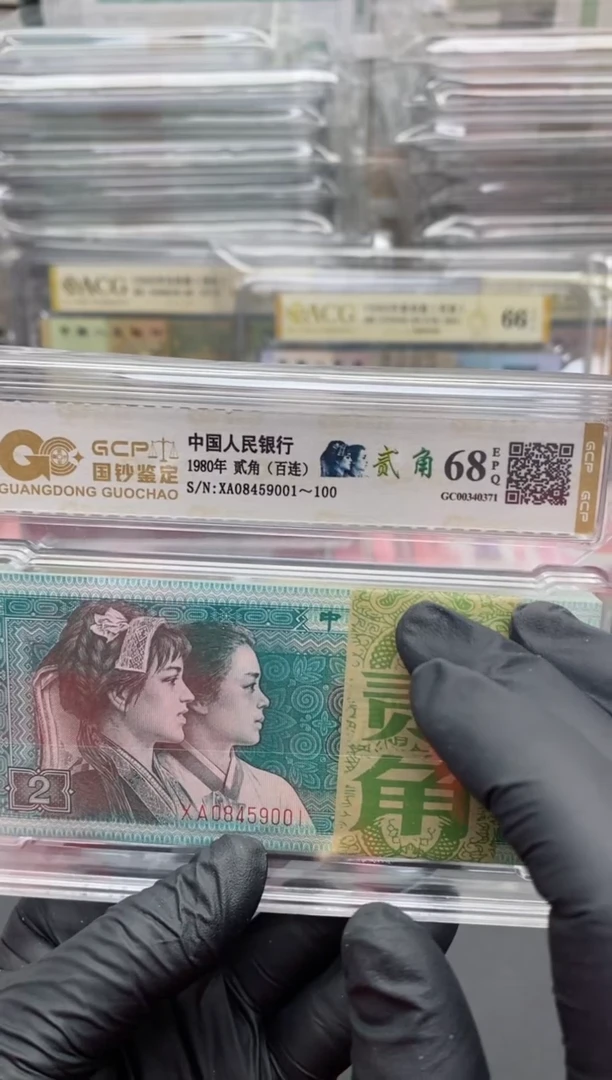 ACG
ACG
66
GC
GCP
国钞鉴定
GUANGDONG GUOCHAO
中国人民银行
1980年 贰角（百连）
S/N:XA08459001～100
贰角
68
EPQ
GC00340371
GCP
GCP
中
贰角
2
XA08459001